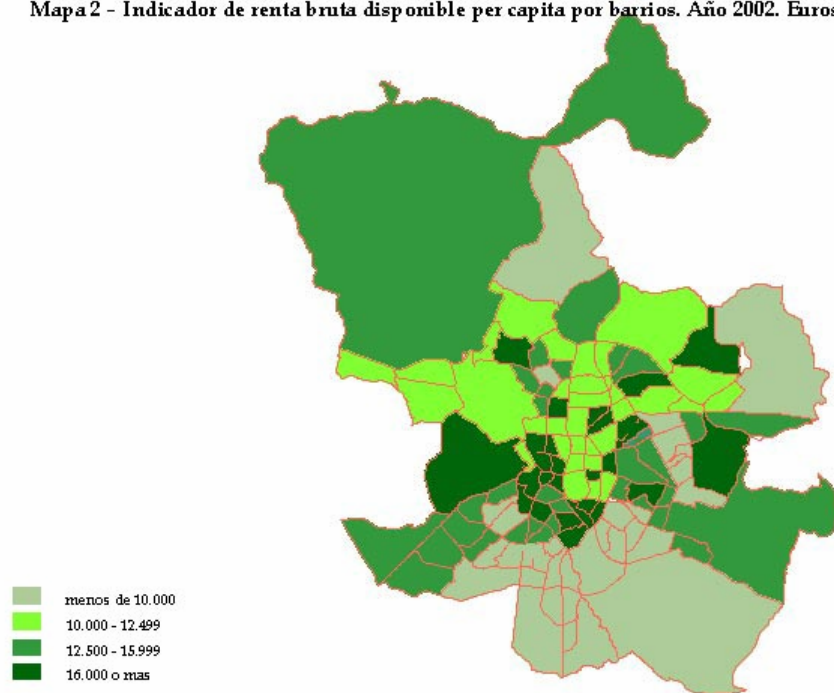 Mapa 2 - Indicador de renta bruta disponible per capita por barrios. Año 2002. Euros
menos de 10.000
10.000 - 12.499
12.500 - 15.999
16.000 o mas